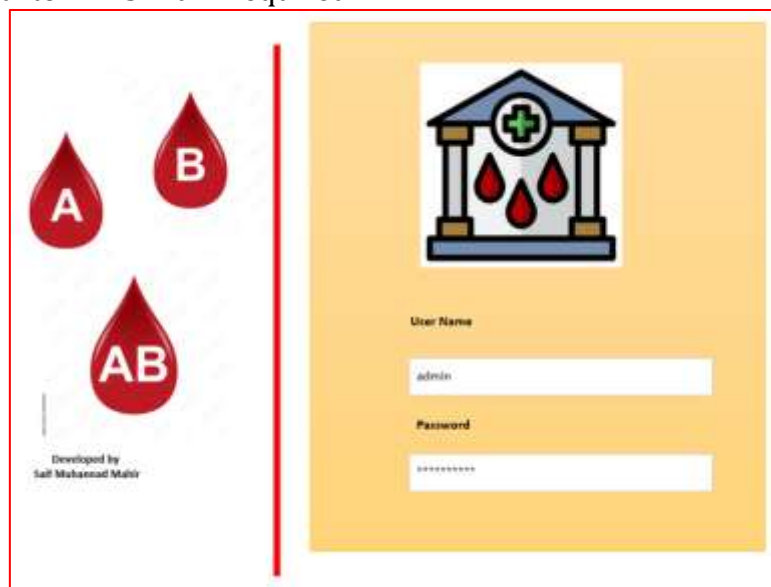 B
A
AB
Developed by
Saif Muhannad Mahir
User Name
admin
Password
**********